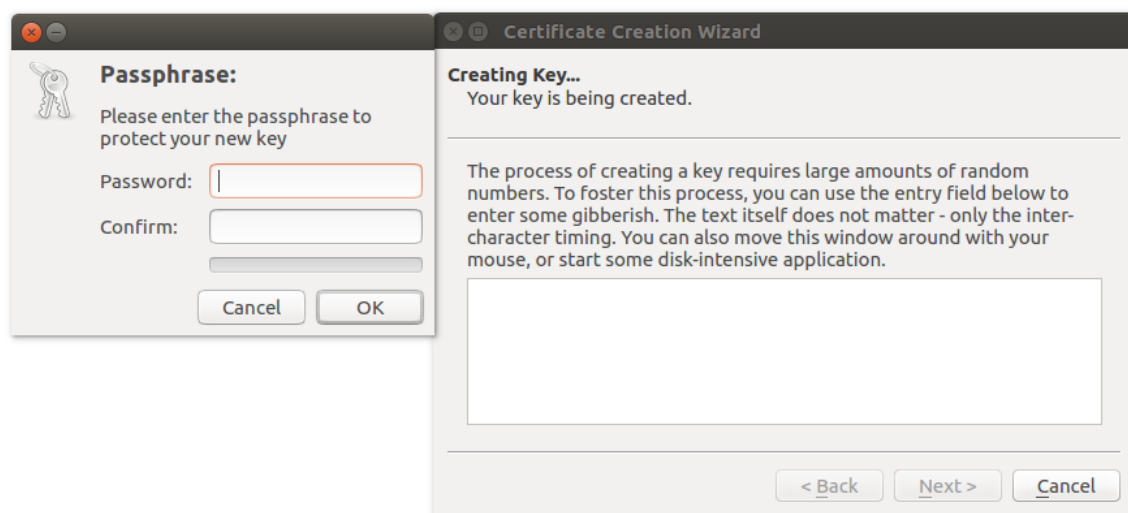 Passphrase:
Please enter the passphrase to
protect your new key
Password:
Confirm:
Cancel
OK
Certificate Creation Wizard
Creating Key...
Your key is being created.
The process of creating a key requires large amounts of random
numbers. To foster this process, you can use the entry field below to
enter some gibberish. The text itself does not matter - only the inter-
character timing. You can also move this window around with your
mouse, or start some disk-intensive application.
< Back
Next >
Cancel